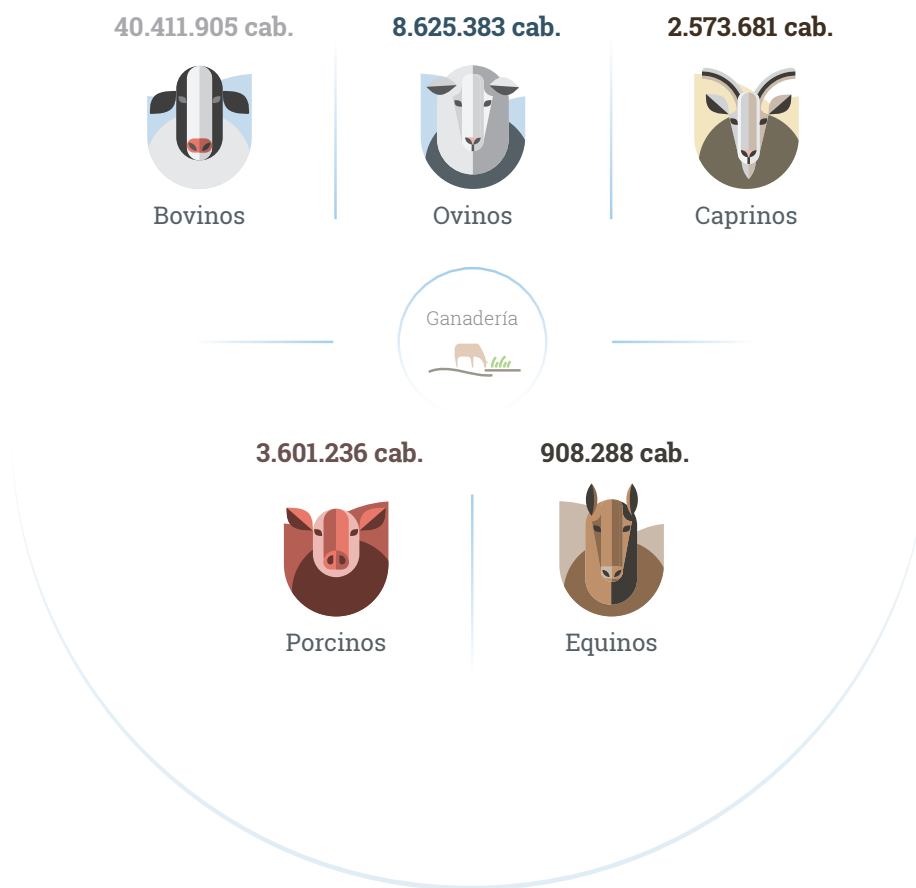 40.411.905 cab.
8.625.383 cab.
2.573.681 cab.
Bovinos
Ovinos
Caprinos
Ganadería
3.601.236 cab.
908.288 cab.
Porcinos
Equinos